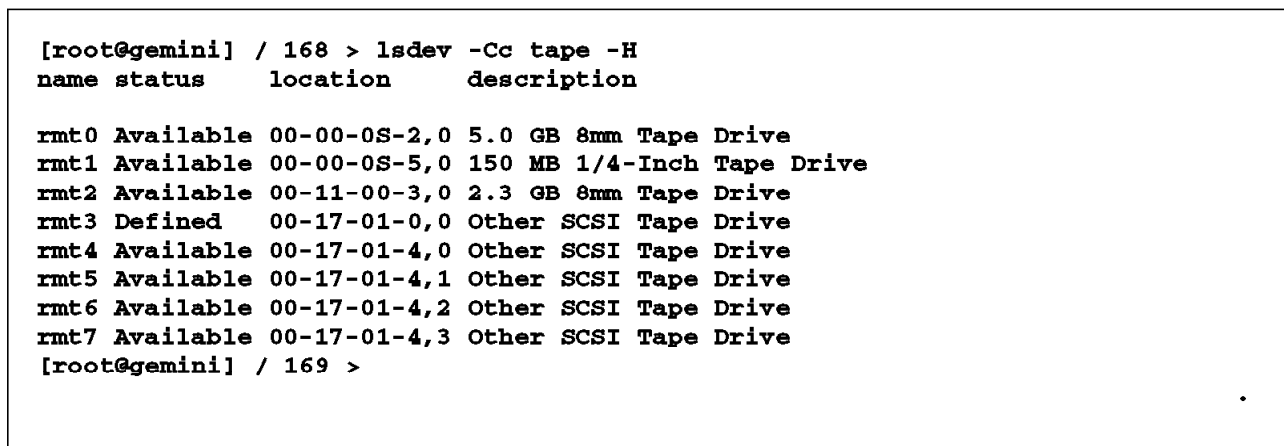 [root@gemini] / 168 > lsdev -Cc tape -H
name status    location      description

rmt0 Available 00-00-0S-2,0 5.0 GB 8mm Tape Drive
rmt1 Available 00-00-0S-5,0 150 MB 1/4-Inch Tape Drive
rmt2 Available 00-11-00-3,0 2.3 GB 8mm Tape Drive
rmt3 Defined   00-17-01-0,0 Other SCSI Tape Drive
rmt4 Available 00-17-01-4,0 Other SCSI Tape Drive
rmt5 Available 00-17-01-4,1 Other SCSI Tape Drive
rmt6 Available 00-17-01-4,2 Other SCSI Tape Drive
rmt7 Available 00-17-01-4,3 Other SCSI Tape Drive
[root@gemini] / 169 >
.